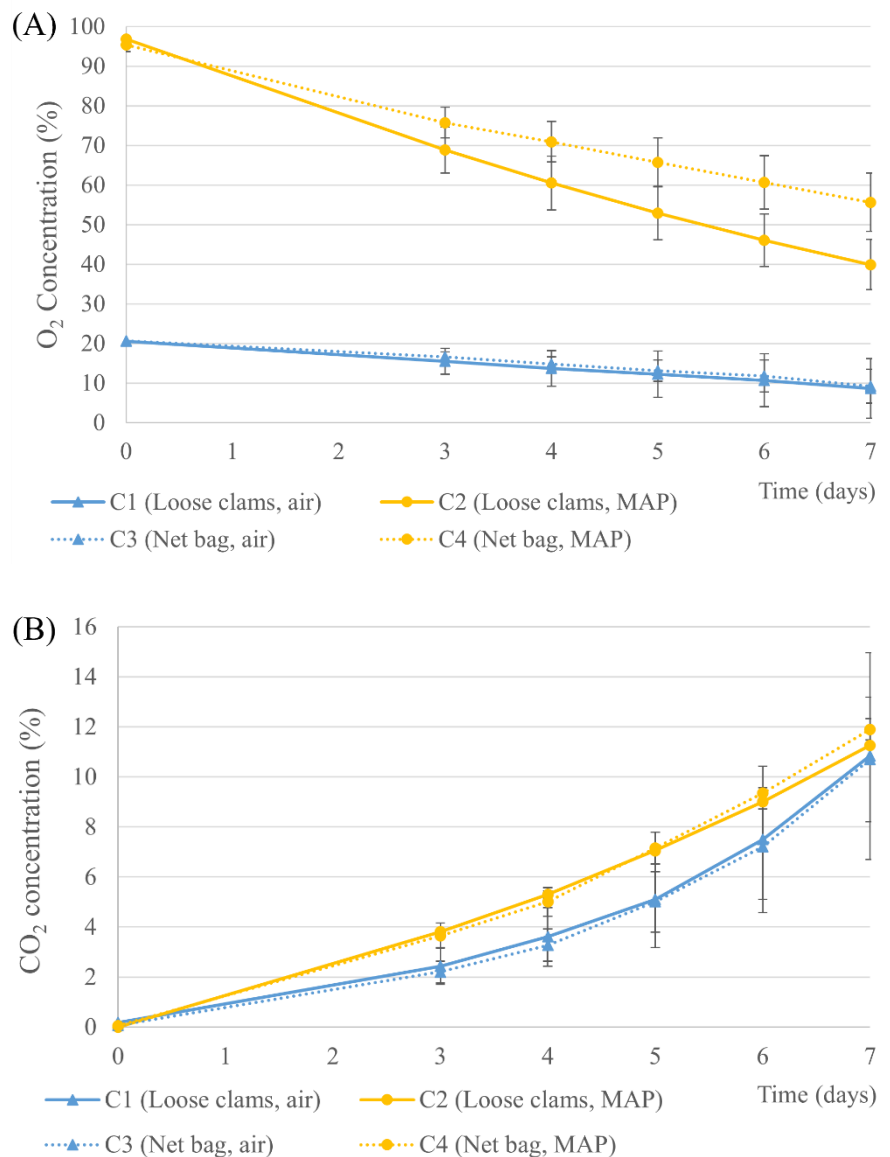 (A)
O₂ Concentration (%)
100
90
80
70
60
50
40
30
20
10
0
0 1 2 3 4 5 6 7
Time (days)
C1 (Loose clams, air) C2 (Loose clams, MAP)
C3 (Net bag, air) C4 (Net bag, MAP)
(B)
CO₂ concentration (%)
16
14
12
10
8
6
4
2
0
0 1 2 3 4 5 6 7
Time (days)
C1 (Loose clams, air) C2 (Loose clams, MAP)
C3 (Net bag, air) C4 (Net bag, MAP)